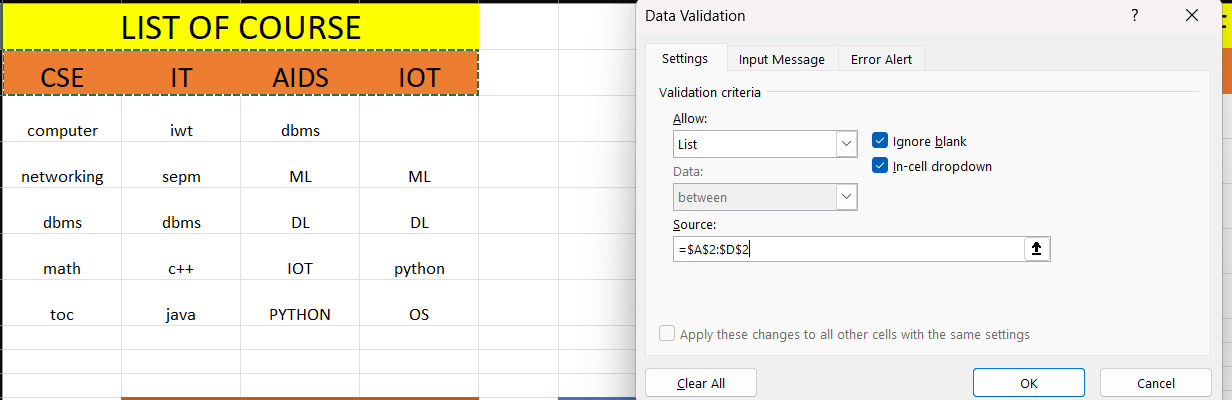 LIST OF COURSE
CSE IT AIDS IOT
computer iwt dbms
networking sepm ML ML
dbms dbms DL DL
math c++ IOT python
toc java PYTHON OS
Data Validation ?
Settings Input Message Error Alert
Validation criteria
Allow:
List Ignore blank
In-cell dropdown
Data:
between
Source:
=$A$2:$D$2
Apply these changes to all other cells with the same settings
Clear All OK Cancel